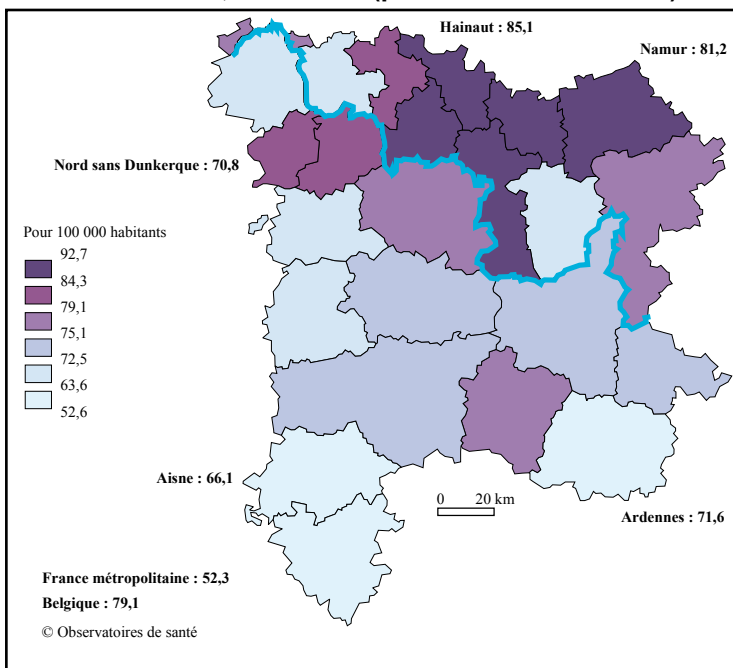 Hainaut : 85,1
Namur : 81,2
Nord sans Dunkerque : 70,8
Pour 100 000 habitants
92,7
84,3
79,1
75,1
72,5
63,6
52,6
Aisne : 66,1
0 20 km
Ardennes : 71,6
France métropolitaine : 52,3
Belgique : 79,1
© Observatoires de santé